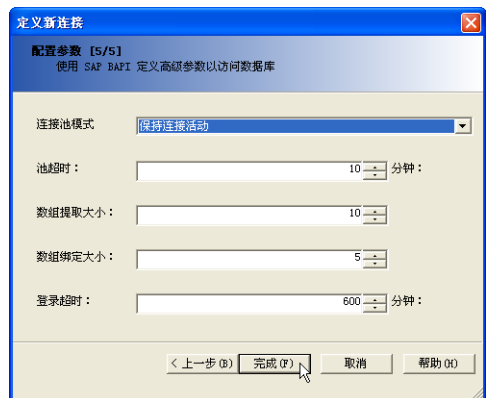 定义新连接
配置参数 [5/5]
使用 SAP BAPI 定义高级参数以访问数据库
连接池模式
保持连接活动
池超时：
10
分钟：
数组提取大小：
10
数组绑定大小：
5
登录超时：
600
分钟：
< 上一步(B)
完成(F)
取消
帮助(H)